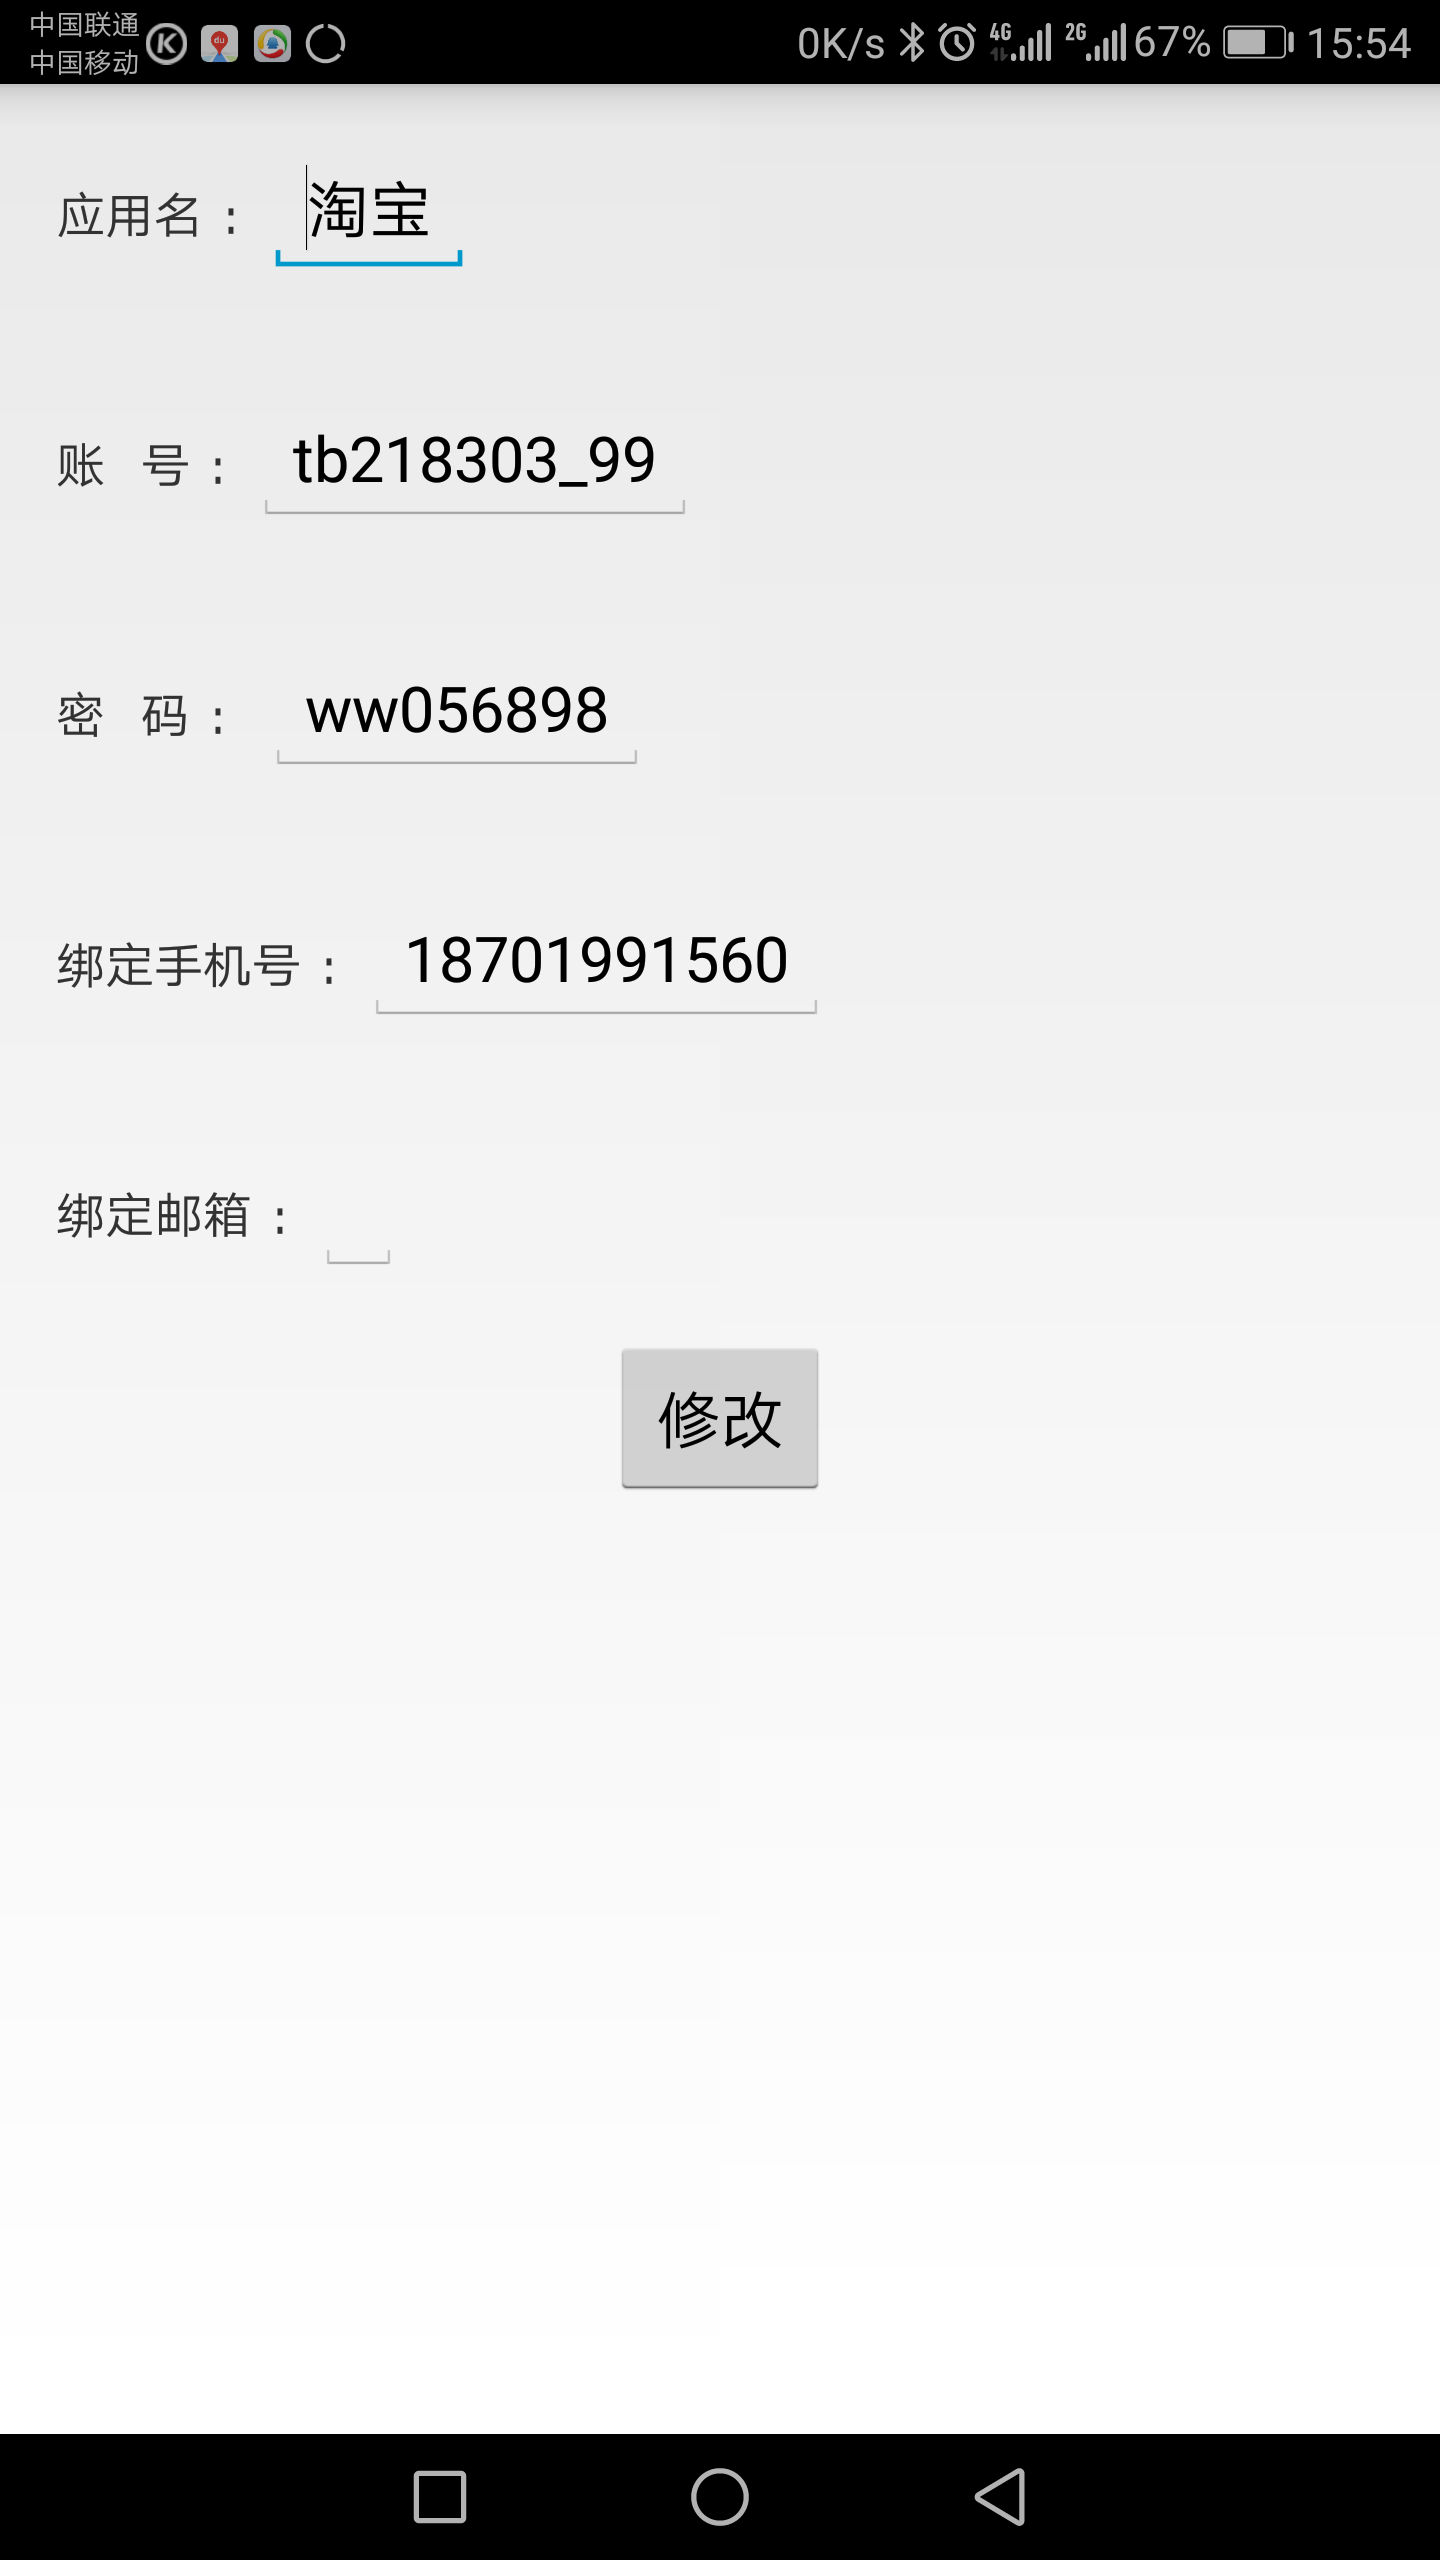 中国联通
中国移动
0K/s 4G 2G 67% 15:54
应用名： 淘宝
账 号： tb218303_99
密 码： ww056898
绑定手机号： 18701991560
绑定邮箱：
修改